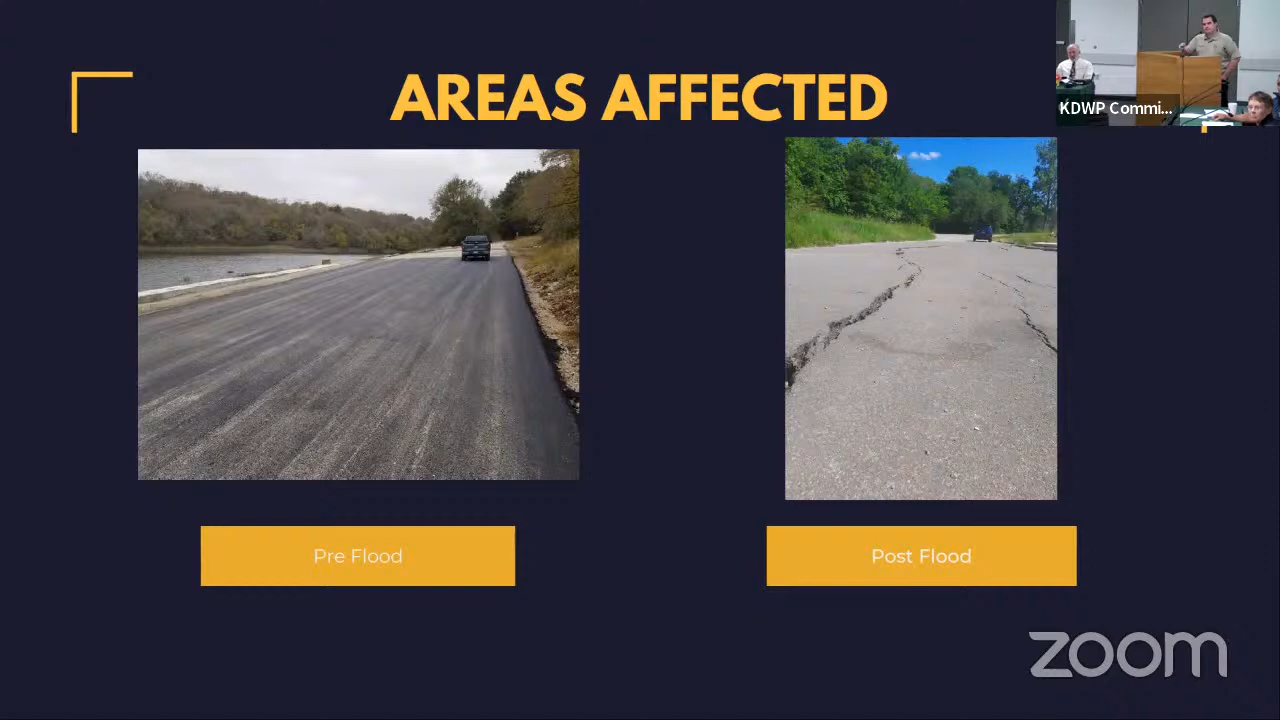 AREAS AFFECTED
KDWP Commi...
Pre Flood
Post Flood
zoom